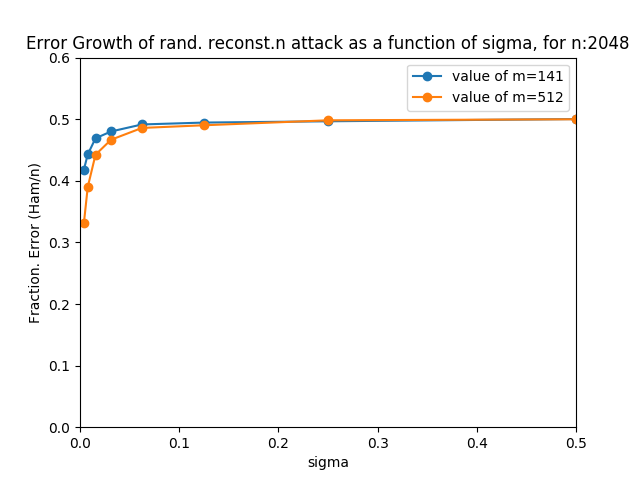 Error Growth of rand. reconst.n attack as a function of sigma, for n:2048
value of m=141
value of m=512
Fraction. Error (Ham/n)
0.6
0.5
0.4
0.3
0.2
0.1
0.0
0.0 0.1 0.2 0.3 0.4 0.5
sigma